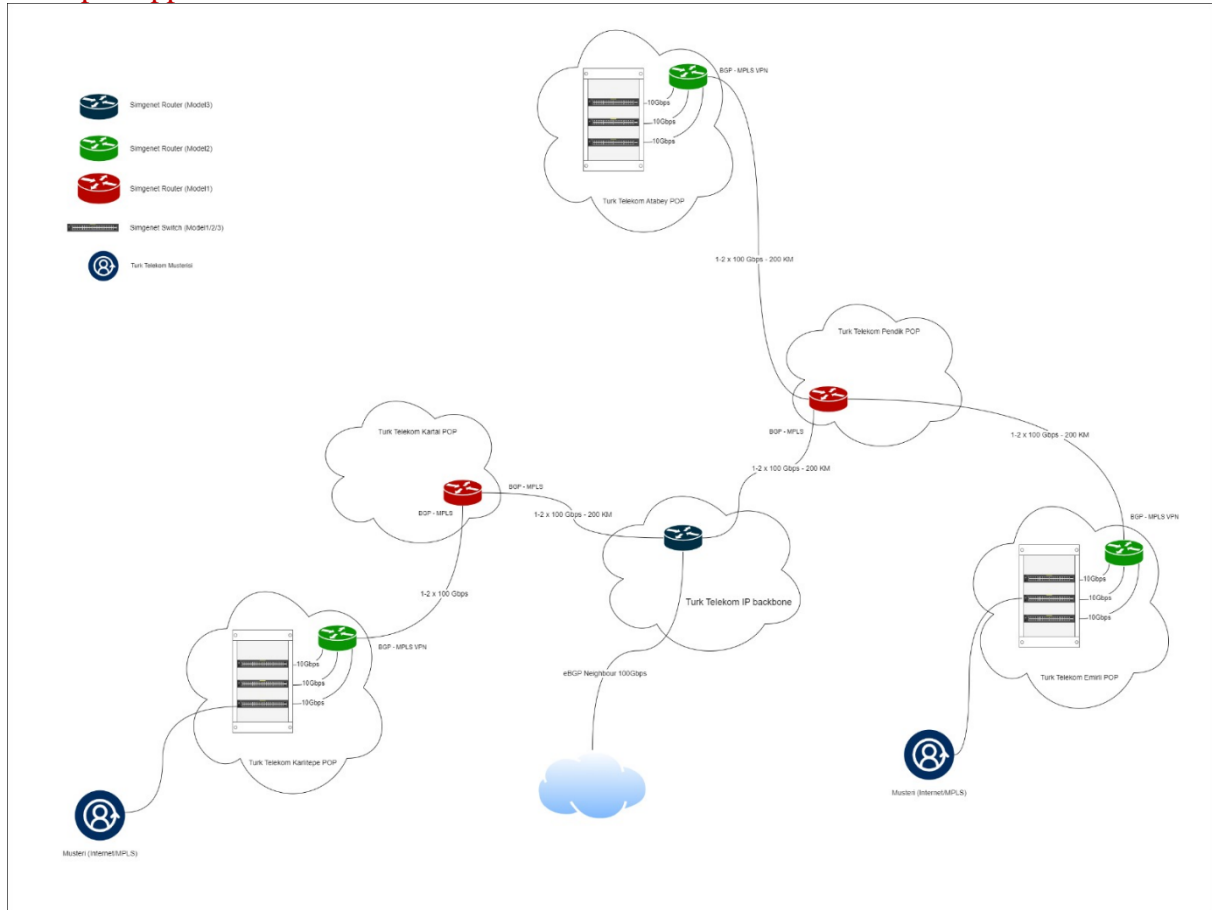 Simgenet Router (Model3)
Simgenet Router (Model2)
Simgenet Router (Model1)
Simgenet Switch (Model1/2/3)
Turk Telekom Musterisi
BGP - MPLS VPN
10Gbps
10Gbps
10Gbps
Turk Telekom Atabey POP
1-2 x 100 Gbps - 200 KM
Turk Telekom Pendik POP
BGP - MPLS
1-2 x 100 Gbps - 200 KM
1-2 x 100 Gbps - 200 KM
Turk Telekom Kartal POP
BGP - MPLS
BGP - MPLS
1-2 x 100 Gbps - 200 KM
Turk Telekom IP backbone
1-2 x 100 Gbps
BGP - MPLS VPN
10Gbps
10Gbps
10Gbps
Turk Telekom Emirli POP
BGP - MPLS VPN
10Gbps
10Gbps
10Gbps
Turk Telekom Karlitepe POP
eBGP Neighbour 100Gbps
Musteri (Internet/MPLS)
Musteri (Internet/MPLS)